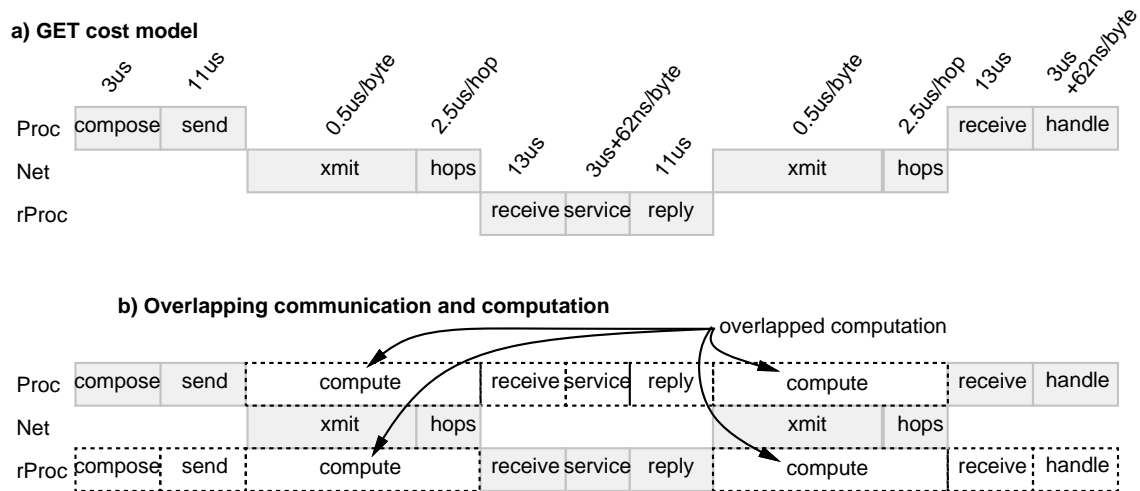 a) GET cost model
3us 11us 0.5us/byte 2.5us/hop 13us 3us+62ns/byte 11us 0.5us/byte 2.5us/hop 13us 3us
+62ns/byte
Proc compose send receive handle
Net xmit hops xmit hops
rProc receive service reply
b) Overlapping communication and computation
overlapped computation
Proc compose send compute receive service reply compute receive handle
Net xmit hops xmit hops
rProc compose send compute receive service reply compute receive handle